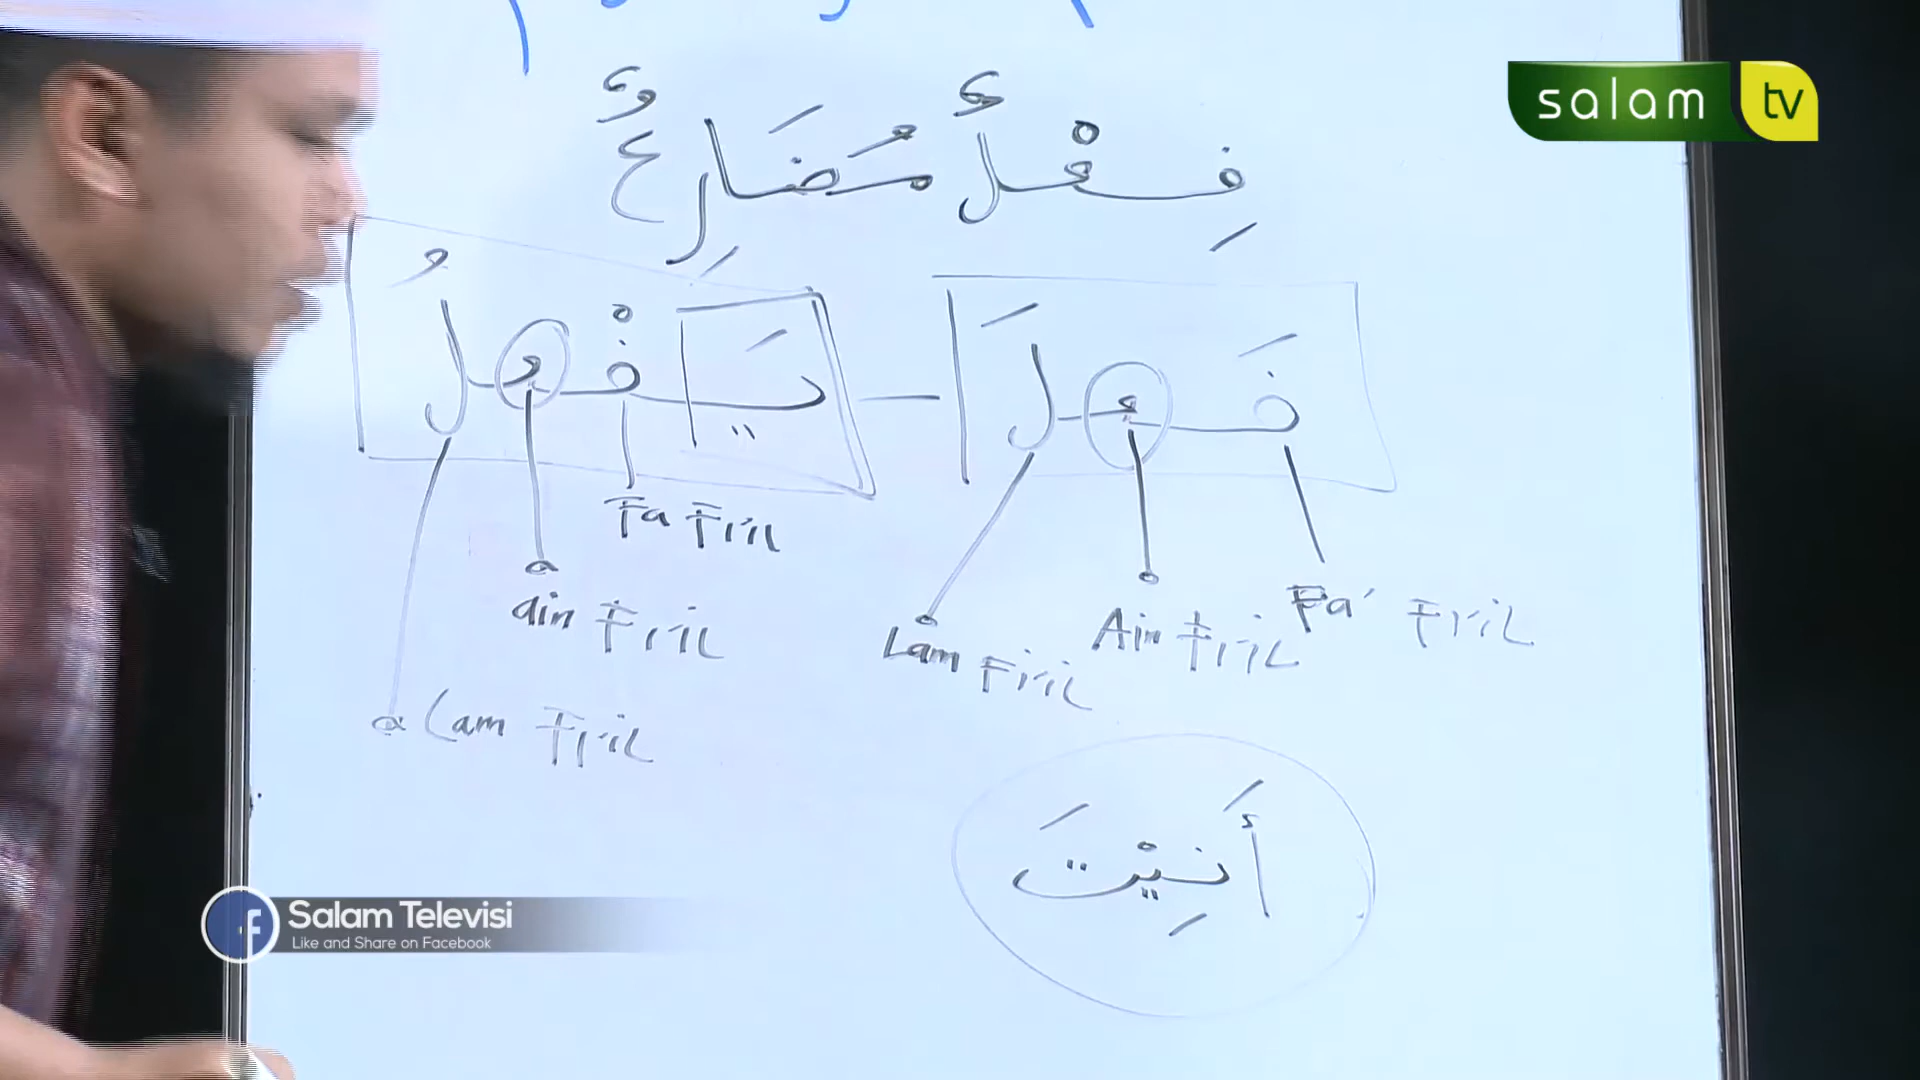 salam tv
فِعْلٌ مُضَارِعٌ
فَعَلَ — يَفْعلُ
Fa Fi'il
ain Fi'il
Lam Fi'il
Ain Fi'il
Fa' Fi'il
Lam Fi'il
أَنِيْتَ
Salam Televisi
Like and Share on Facebook